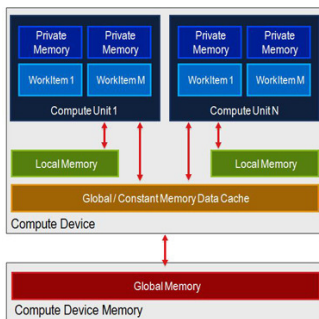 Private Memory
Private Memory
Private Memory
Private Memory
WorkItem 1
WorkItem M
WorkItem 1
WorkItem M
Compute Unit 1
Compute Unit N
Local Memory
Local Memory
Global / Constant Memory Data Cache
Compute Device
Global Memory
Compute Device Memory